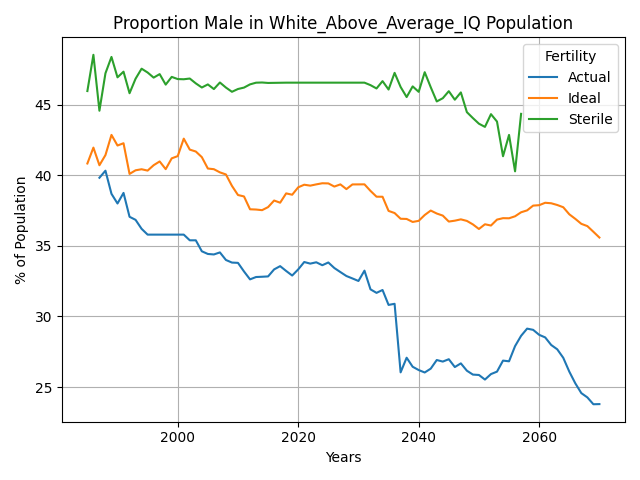 Proportion Male in White_Above_Average_IQ Population
Fertility
Actual
Ideal
Sterile
% of Population
45
40
35
30
25
2000
2020
2040
2060
Years